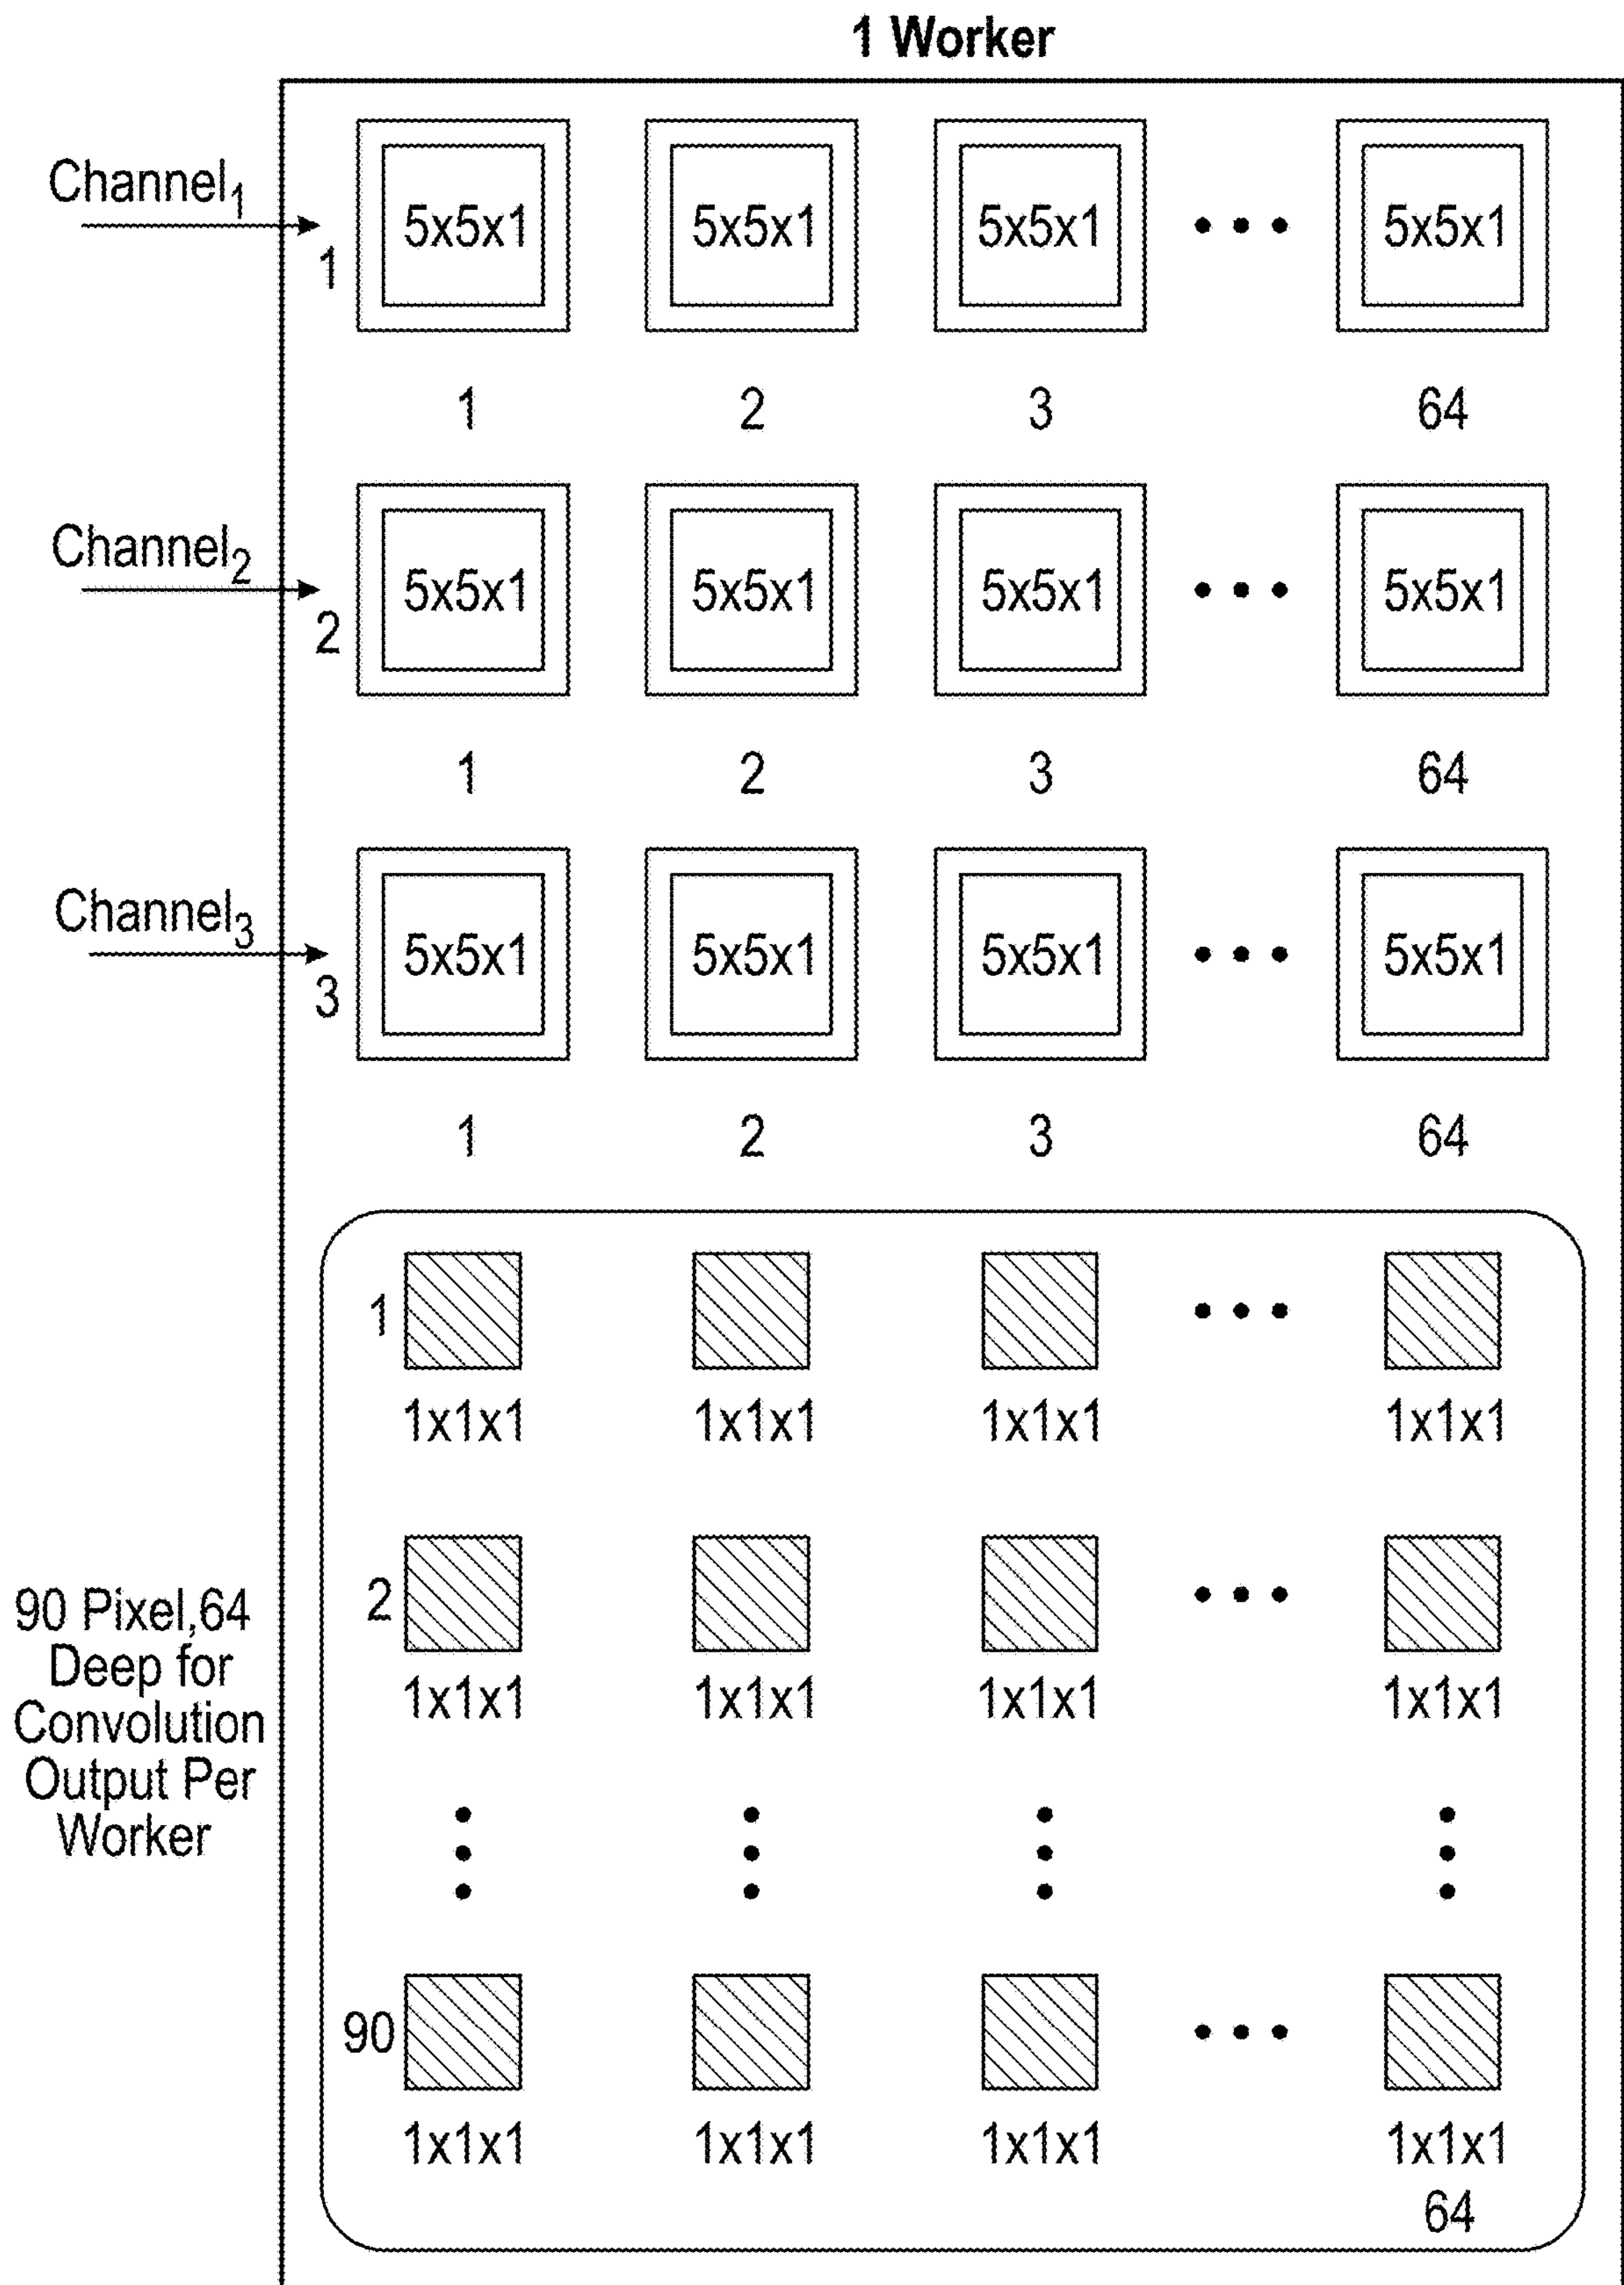 1 Worker
Channel1
1 5x5x1 5x5x1 5x5x1 5x5x1
1 2 3 64
Channel2
2 5x5x1 5x5x1 5x5x1 5x5x1
1 2 3 64
Channel3
3 5x5x1 5x5x1 5x5x1 5x5x1
1 2 3 64
1
1x1x1 1x1x1 1x1x1 1x1x1
2
1x1x1 1x1x1 1x1x1 1x1x1
90 Pixel,64
Deep for
Convolution
Output Per
Worker
90
1x1x1 1x1x1 1x1x1 1x1x1
64